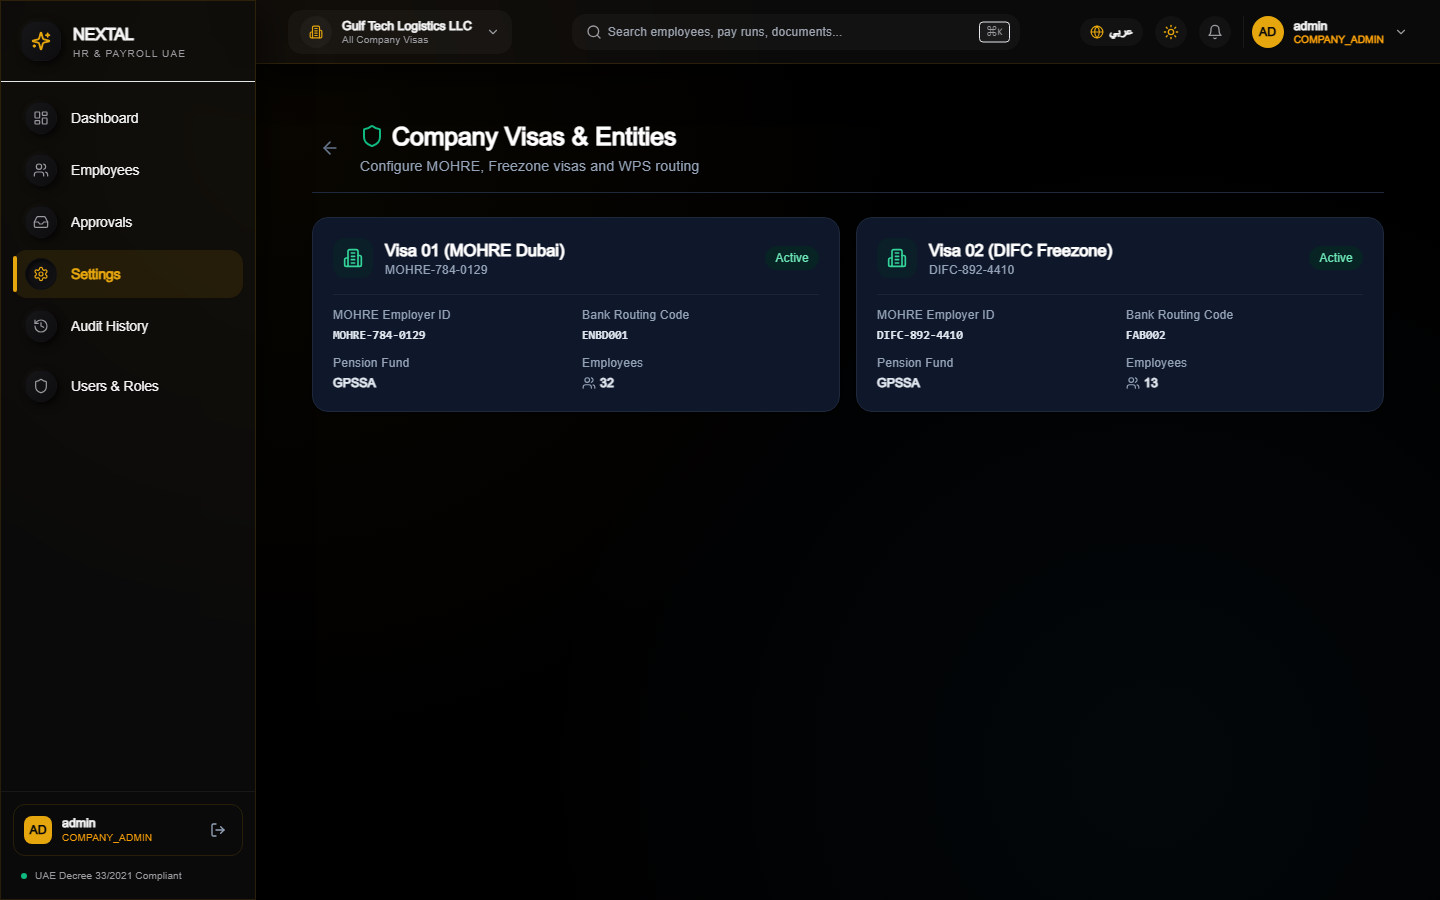 NEXTAL
HR & PAYROLL UAE
Dashboard
Employees
Approvals
Settings
Audit History
Users & Roles
AD
admin
COMPANY_ADMIN
UAE Decree 33/2021 Compliant
Gulf Tech Logistics LLC
All Company Visas
Search employees, pay runs, documents...
⌘K
عربي
AD
admin
COMPANY_ADMIN
Company Visas & Entities
Configure MOHRE, Freezone visas and WPS routing
Visa 01 (MOHRE Dubai)
MOHRE-784-0129
Active
MOHRE Employer ID
MOHRE-784-0129
Bank Routing Code
ENBD001
Pension Fund
GPSSA
Employees
32
Visa 02 (DIFC Freezone)
DIFC-892-4410
Active
MOHRE Employer ID
DIFC-892-4410
Bank Routing Code
FAB002
Pension Fund
GPSSA
Employees
13